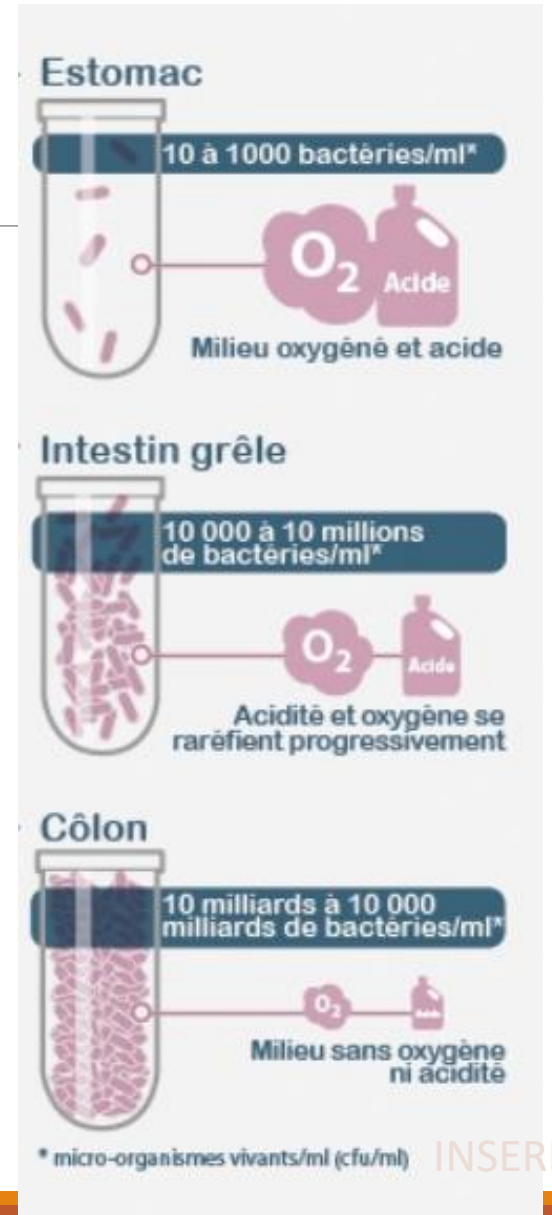 Estomac
10 à 1000 bactéries/ml*
O2
Acide
Milieu oxygéné et acide
Intestin grêle
10 000 à 10 millions
de bactéries/ml*
O2
Acide
Acidité et oxygène se
raréfient progressivement
Côlon
10 milliards à 10 000
milliards de bactéries/ml*
O2
Milieu sans oxygène
ni acidité
* micro-organismes vivants/ml (cfu/ml)
INSER